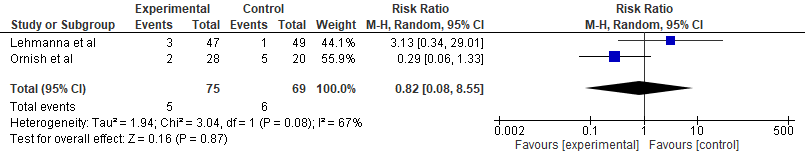 Experimental Control Risk Ratio Risk Ratio
Study or Subgroup Events Total Events Total Weight M-H, Random, 95% CI M-H, Random, 95% CI
Lehmanna et al 3 47 1 49 44.1% 3.13 [0.34, 29.01]
Ornish et al 2 28 5 20 55.9% 0.29 [0.06, 1.33]
Total (95% CI) 75 69 100.0% 0.82 [0.08, 8.55]
Total events 5 6
Heterogeneity: Tau² = 1.94; Chi² = 3.04, df = 1 (P = 0.08); I² = 67%
Test for overall effect: Z = 0.16 (P = 0.87)
0.002 0.1 1 10 500
Favours [experimental] Favours [control]